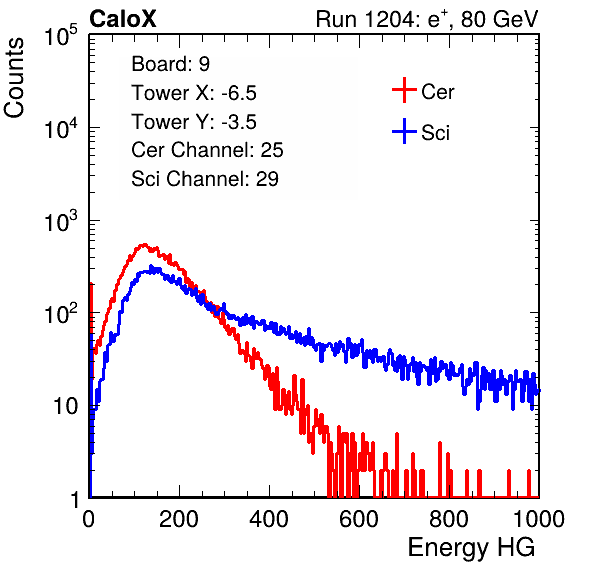 CaloX Run 1204: e⁺, 80 GeV
Counts
10⁵
10⁴
10³
10²
10
1
Board: 9
Tower X: -6.5
Tower Y: -3.5
Cer Channel: 25
Sci Channel: 29
Cer
Sci
0 200 400 600 800 1000
Energy HG